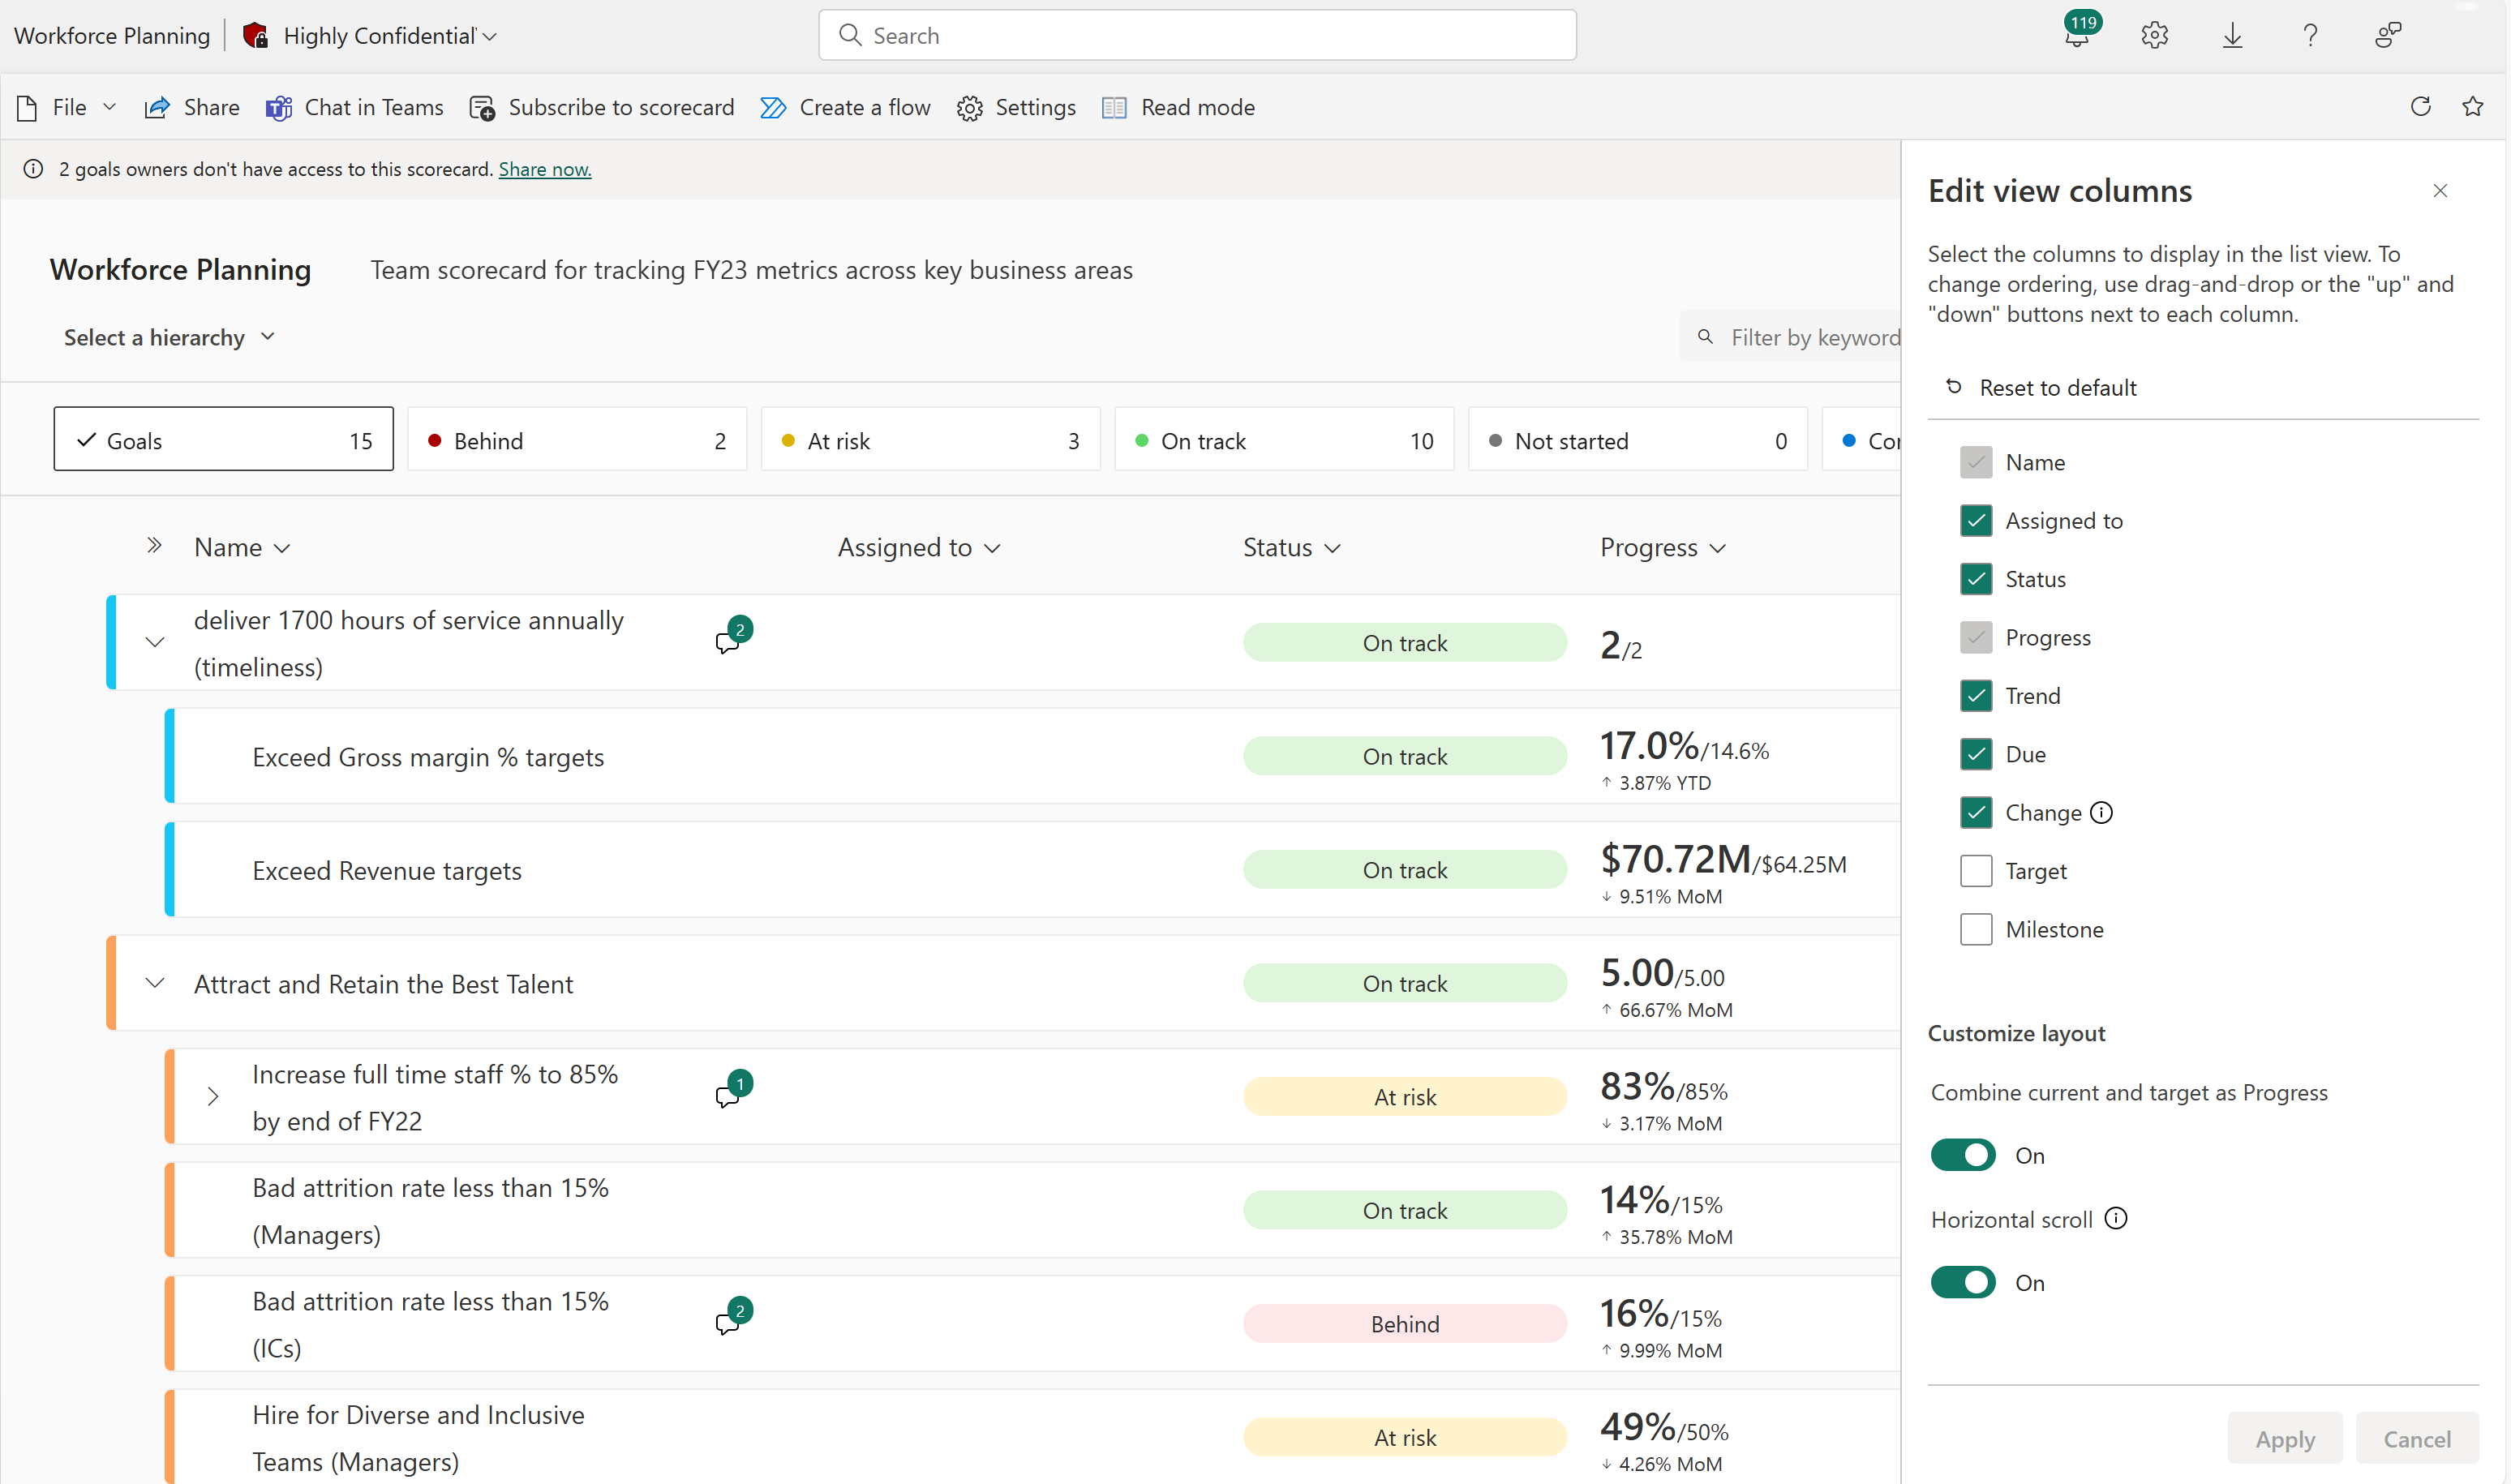 Workforce Planning
Highly Confidential
Search
119
File
Share
Chat in Teams
Subscribe to scorecard
Create a flow
Settings
Read mode
2 goals owners don't have access to this scorecard. Share now.
Workforce Planning
Team scorecard for tracking FY23 metrics across key business areas
Select a hierarchy
Filter by keyword
Goals 15
Behind 2
At risk 3
On track 10
Not started 0
Name
Assigned to
Status
Progress
deliver 1700 hours of service annually
(timeliness)
2
On track
2/2
Exceed Gross margin % targets
On track
17.0%/14.6%
↑ 3.87% YTD
Exceed Revenue targets
On track
$70.72M/$64.25M
↓ 9.51% MoM
Attract and Retain the Best Talent
On track
5.00/5.00
↑ 66.67% MoM
Increase full time staff % to 85%
by end of FY22
1
At risk
83%/85%
↓ 3.17% MoM
Bad attrition rate less than 15%
(Managers)
On track
14%/15%
↑ 35.78% MoM
Bad attrition rate less than 15%
(ICs)
2
Behind
16%/15%
↑ 9.99% MoM
Hire for Diverse and Inclusive
Teams (Managers)
At risk
49%/50%
↓ 4.26% MoM
Edit view columns
Select the columns to display in the list view. To
change ordering, use drag-and-drop or the "up" and
"down" buttons next to each column.
Reset to default
Name
Assigned to
Status
Progress
Trend
Due
Change
Target
Milestone
Customize layout
Combine current and target as Progress
On
Horizontal scroll
On
Apply
Cancel